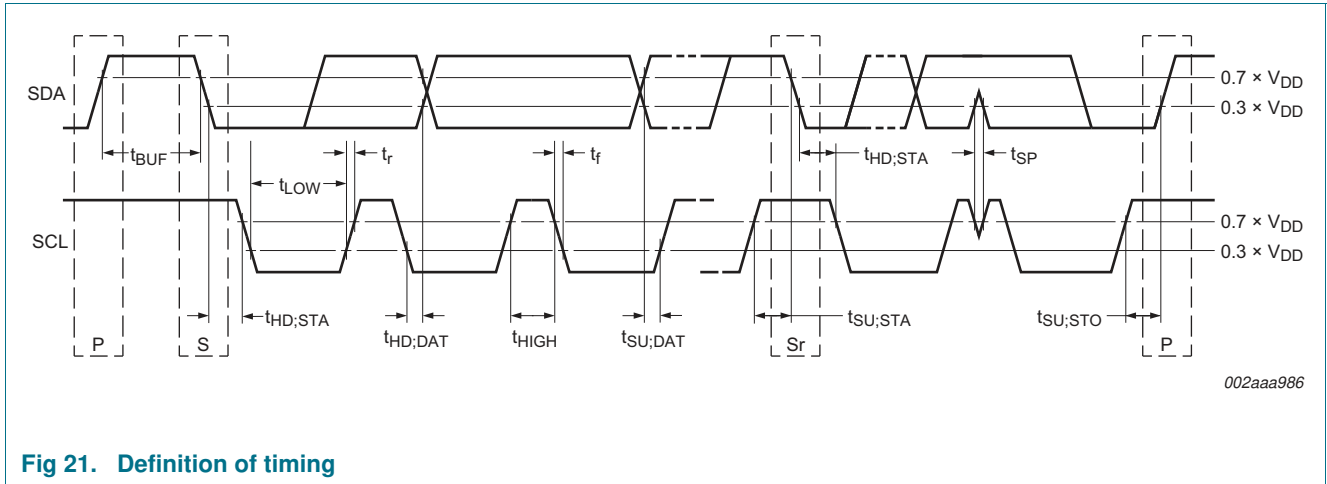 SDA
0.7 × VDD
0.3 × VDD
tBUF
tr
tf
tHD;STA
tSP
tLOW
SCL
0.7 × VDD
0.3 × VDD
tHD;STA
tHD;DAT
tHIGH
tSU;DAT
tSU;STA
tSU;STO
P
S
Sr
P
002aaa986
Fig 21. Definition of timing